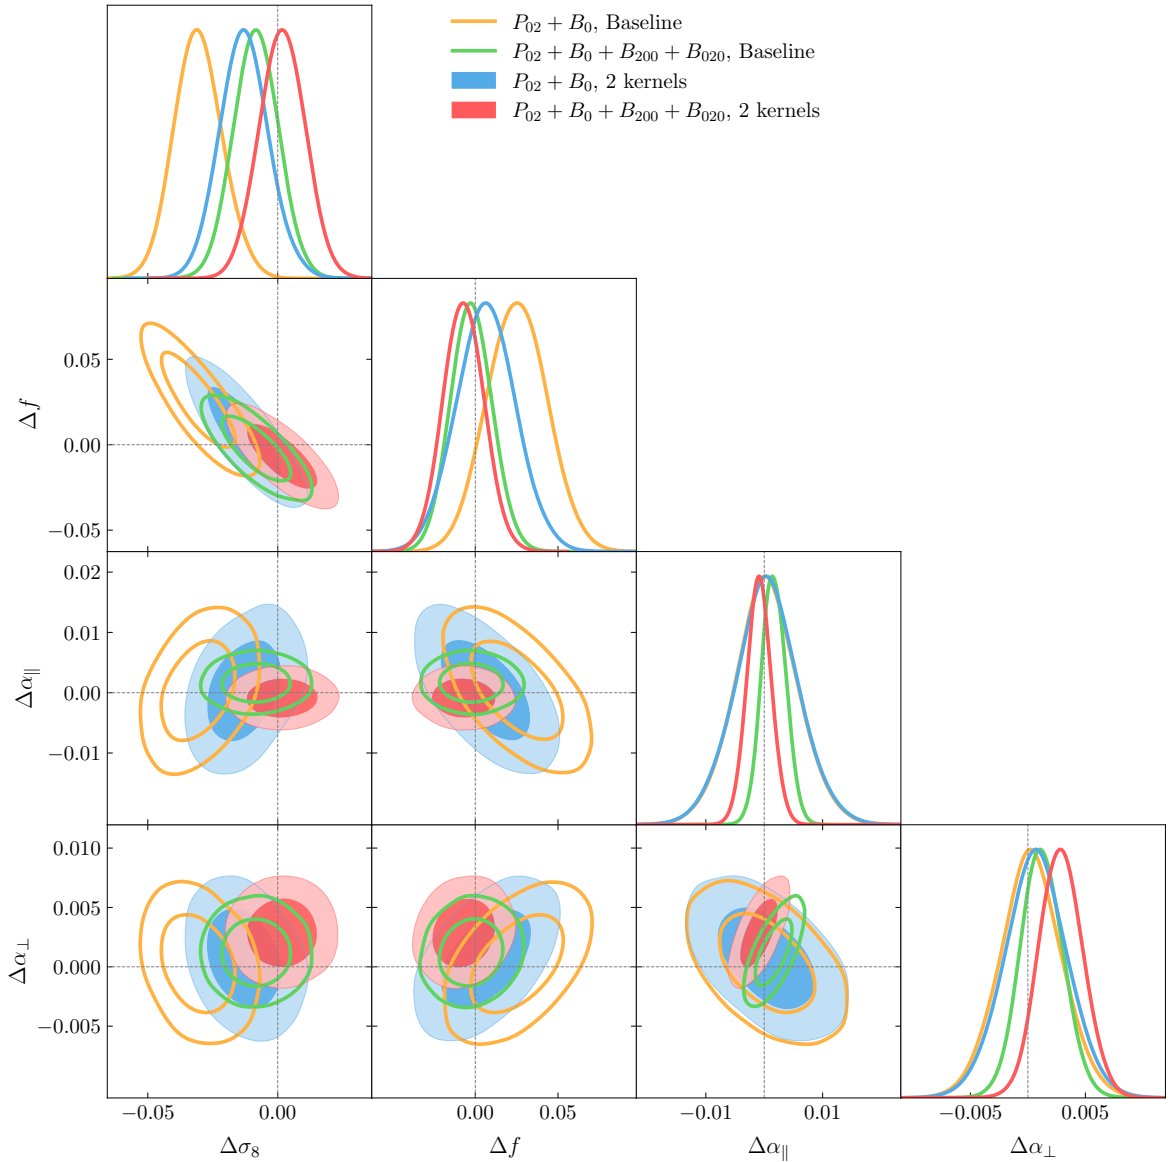 P₀₂ + B₀, Baseline
P₀₂ + B₀ + B₂₀₀ + B₀₂₀, Baseline
P₀₂ + B₀, 2 kernels
P₀₂ + B₀ + B₂₀₀ + B₀₂₀, 2 kernels
0.05
0.00
−0.05
Δf
0.02
0.01
0.00
−0.01
Δα∥
0.010
0.005
0.000
−0.005
Δα⊥
−0.05 0.00
0.00 0.05
−0.01 0.01
−0.005 0.005
Δσ₈
Δf
Δα∥
Δα⊥